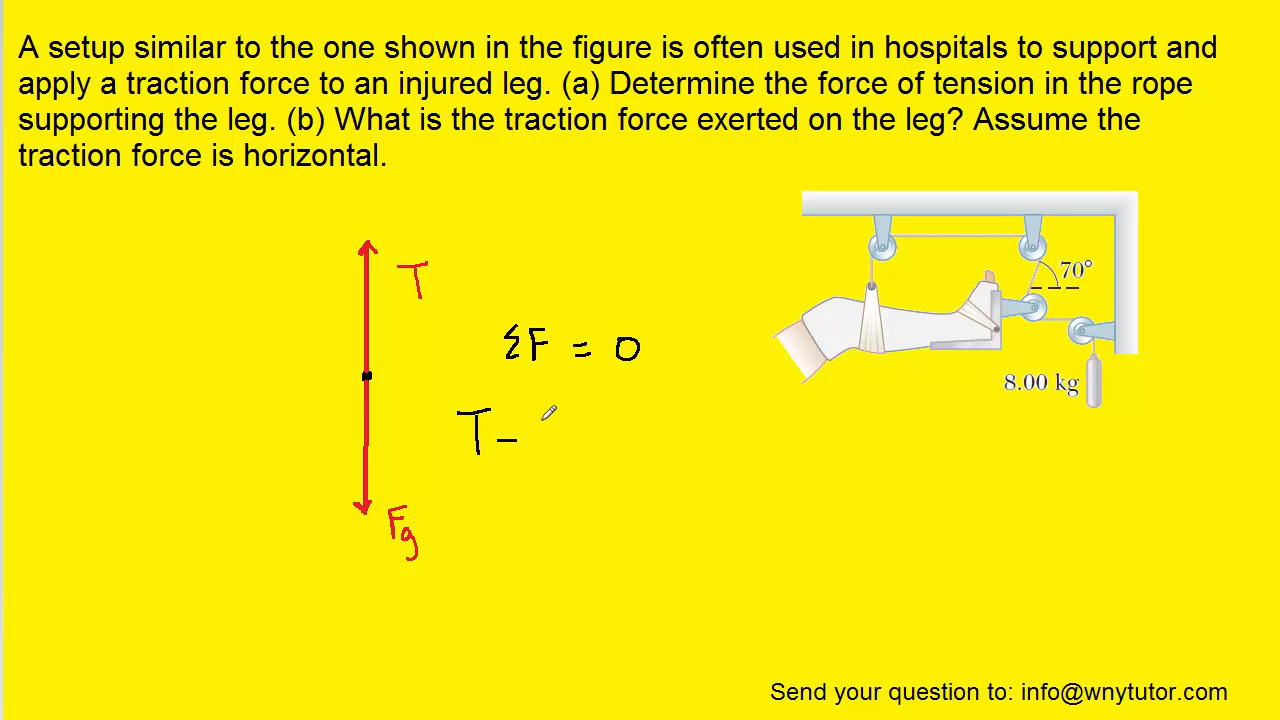 A setup similar to the one shown in the figure is often used in hospitals to support and
apply a traction force to an injured leg. (a) Determine the force of tension in the rope
supporting the leg. (b) What is the traction force exerted on the leg? Assume the
traction force is horizontal.
T
70°
ΣF = 0
8.00 kg
T -
Fg
Send your question to: info@wnytutor.com